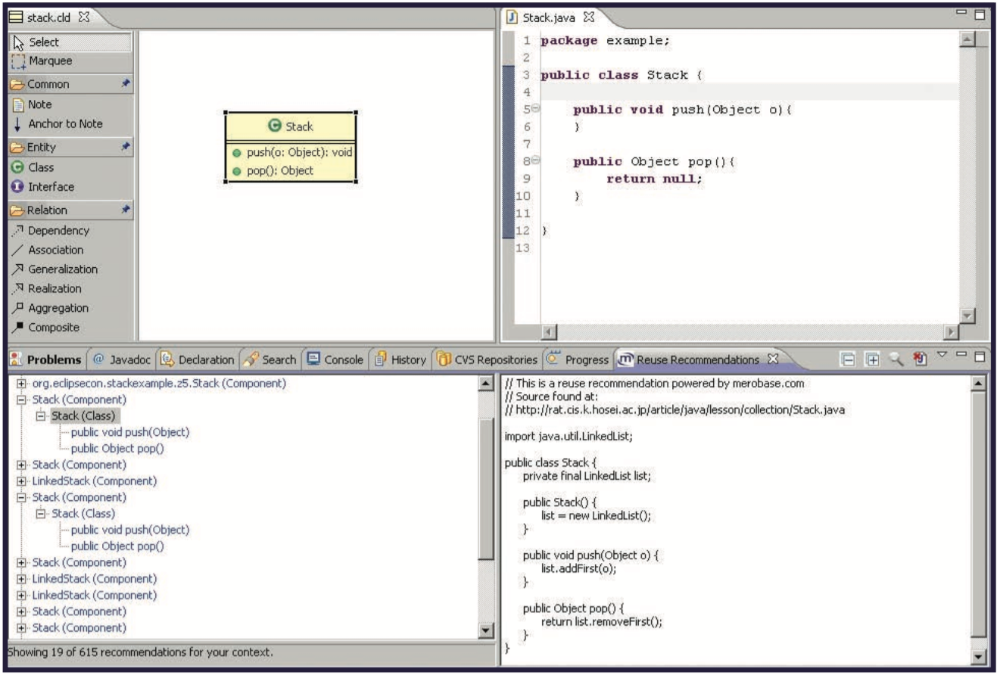 stack.cld
Select
Marquee
Common
Note
Anchor to Note
Entity
Class
Interface
Relation
Dependency
Association
Generalization
Realization
Aggregation
Composite
Stack
push(o: Object): void
pop(): Object
Stack.java
1 package example;
2
3 public class Stack {
4
5 public void push(Object o){
6 }
7
8 public Object pop(){
9 return null;
10 }
11
12 }
13
Problems @ Javadoc Declaration Search Console History CVS Repositories Progress Reuse Recommendations
org.eclipsecon.stackexample.z5.Stack (Component)
Stack (Component)
Stack (Class)
public void push(Object)
public Object pop()
Stack (Component)
LinkedStack (Component)
Stack (Component)
Stack (Class)
public void push(Object)
public Object pop()
Stack (Component)
LinkedStack (Component)
LinkedStack (Component)
Stack (Component)
Stack (Component)
Showing 19 of 615 recommendations for your context.
// This is a reuse recommendation powered by merobase.com
// Source found at:
// http://rat.cis.k.hosei.ac.jp/article/java/lesson/collection/Stack.java
import java.util.LinkedList;
public class Stack {
private final LinkedList list;
public Stack() {
list = new LinkedList();
}
public void push(Object o) {
list.addFirst(o);
}
public Object pop() {
return list.removeFirst();
}
}